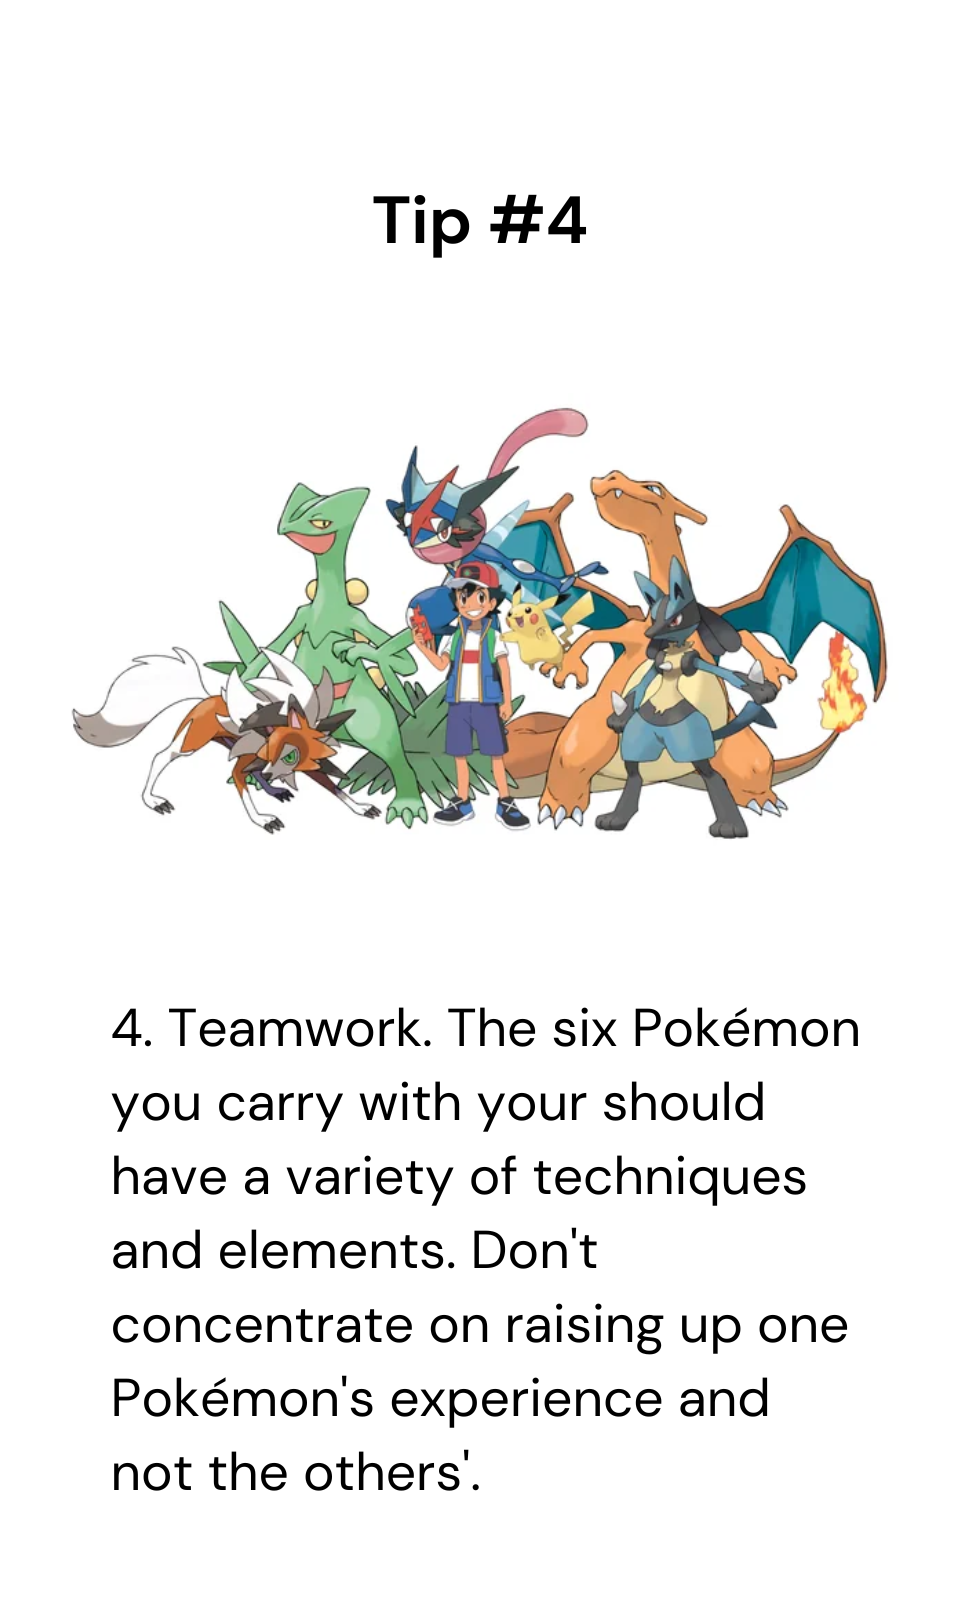 Tip #4
4. Teamwork. The six Pokémon
you carry with your should
have a variety of techniques
and elements. Don't
concentrate on raising up one
Pokémon's experience and
not the others'.